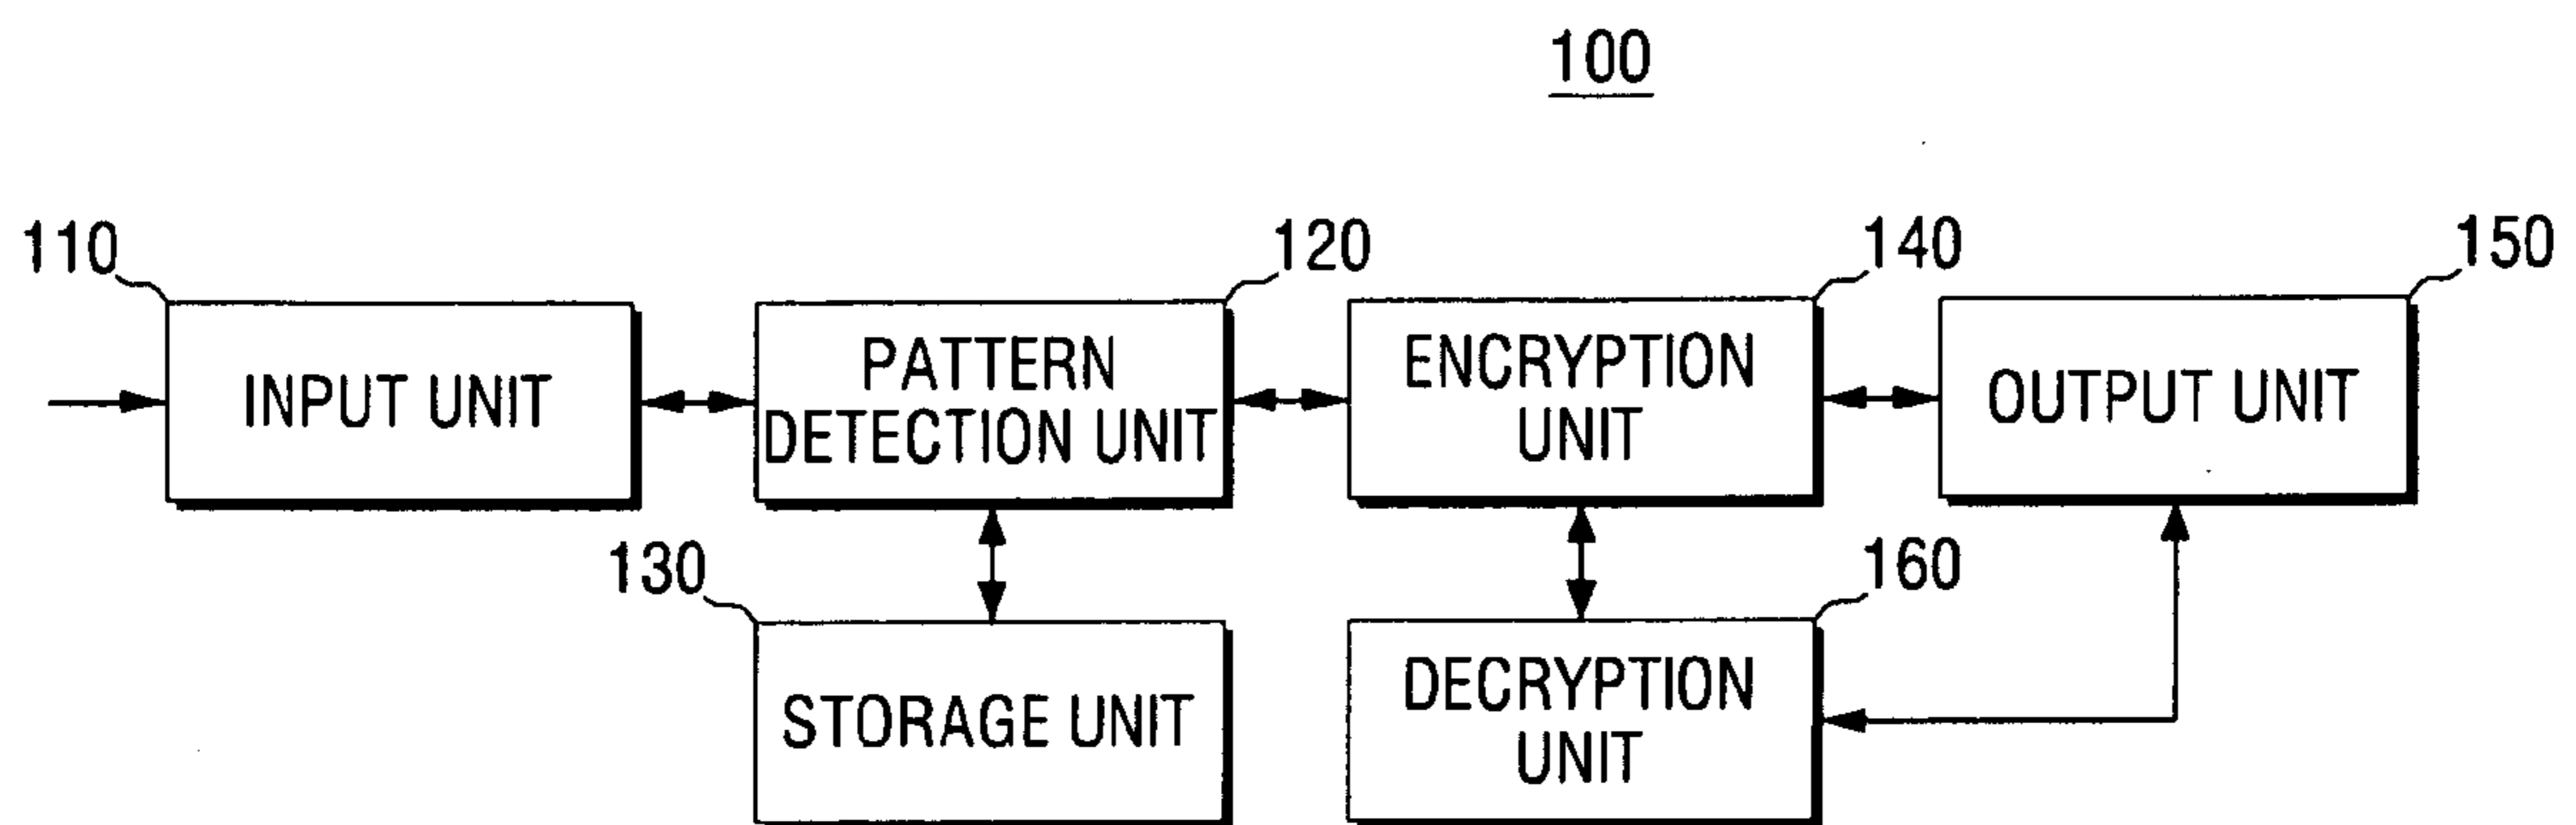 100
110
120
140
150
INPUT UNIT
PATTERN
DETECTION UNIT
ENCRYPTION
UNIT
OUTPUT UNIT
130
160
STORAGE UNIT
DECRYPTION
UNIT